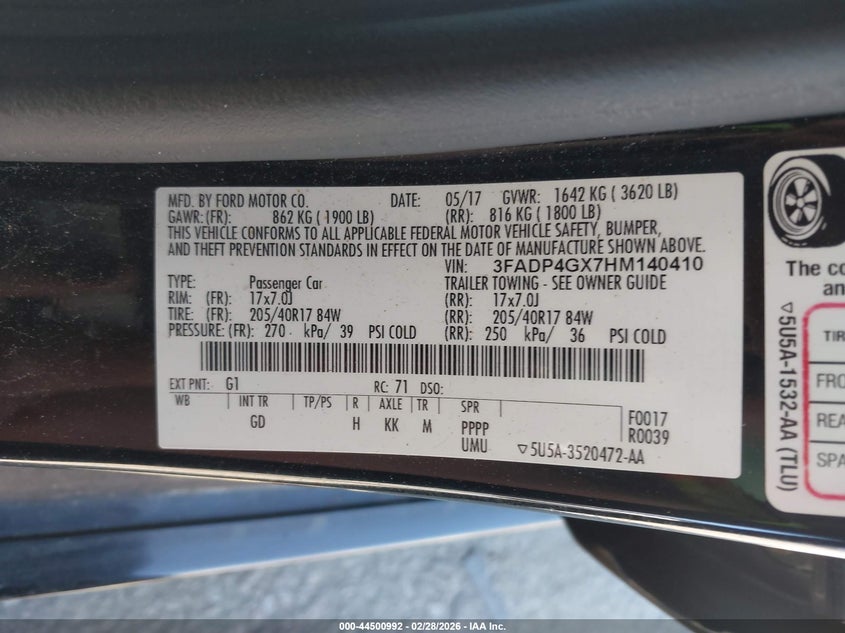 MFD. BY FORD MOTOR CO. DATE: 05/17 GVWR: 1642 KG ( 3620 LB)
GAWR: (FR): 862 KG ( 1900 LB) (RR): 816 KG ( 1800 LB)
THIS VEHICLE CONFORMS TO ALL APPLICABLE FEDERAL MOTOR VEHICLE SAFETY, BUMPER,
AND THEFT PREVENTION STANDARDS IN EFFECT ON THE DATE OF MANUFACTURE SHOWN ABOVE.
VIN: 3FADP4GX7HM140410
TYPE: Passenger Car TRAILER TOWING - SEE OWNER GUIDE
RIM: (FR): 17x7.0J (RR): 17x7.0J
TIRE: (FR): 205/40R17 84W (RR): 205/40R17 84W
PRESSURE: (FR): 270 kPa/ 39 PSI COLD (RR): 250 kPa/ 36 PSI COLD
EXT PNT: G1 RC: 71 DSO:
WB INT TR TP/PS R AXLE TR SPR
GD H KK M PPPP
UMU
F0017
R0039
▽5U5A-3520472-AA
The co
an
▽5U5A-1532-AA (TLU)
TIR
FRO
REA
SPA
000-44500992 - 02/28/2026 - IAA Inc.